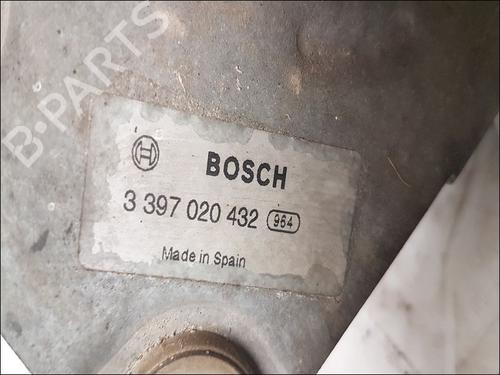 B-PARTS
BOSCH
3 397 020 432 964
Made in Spain